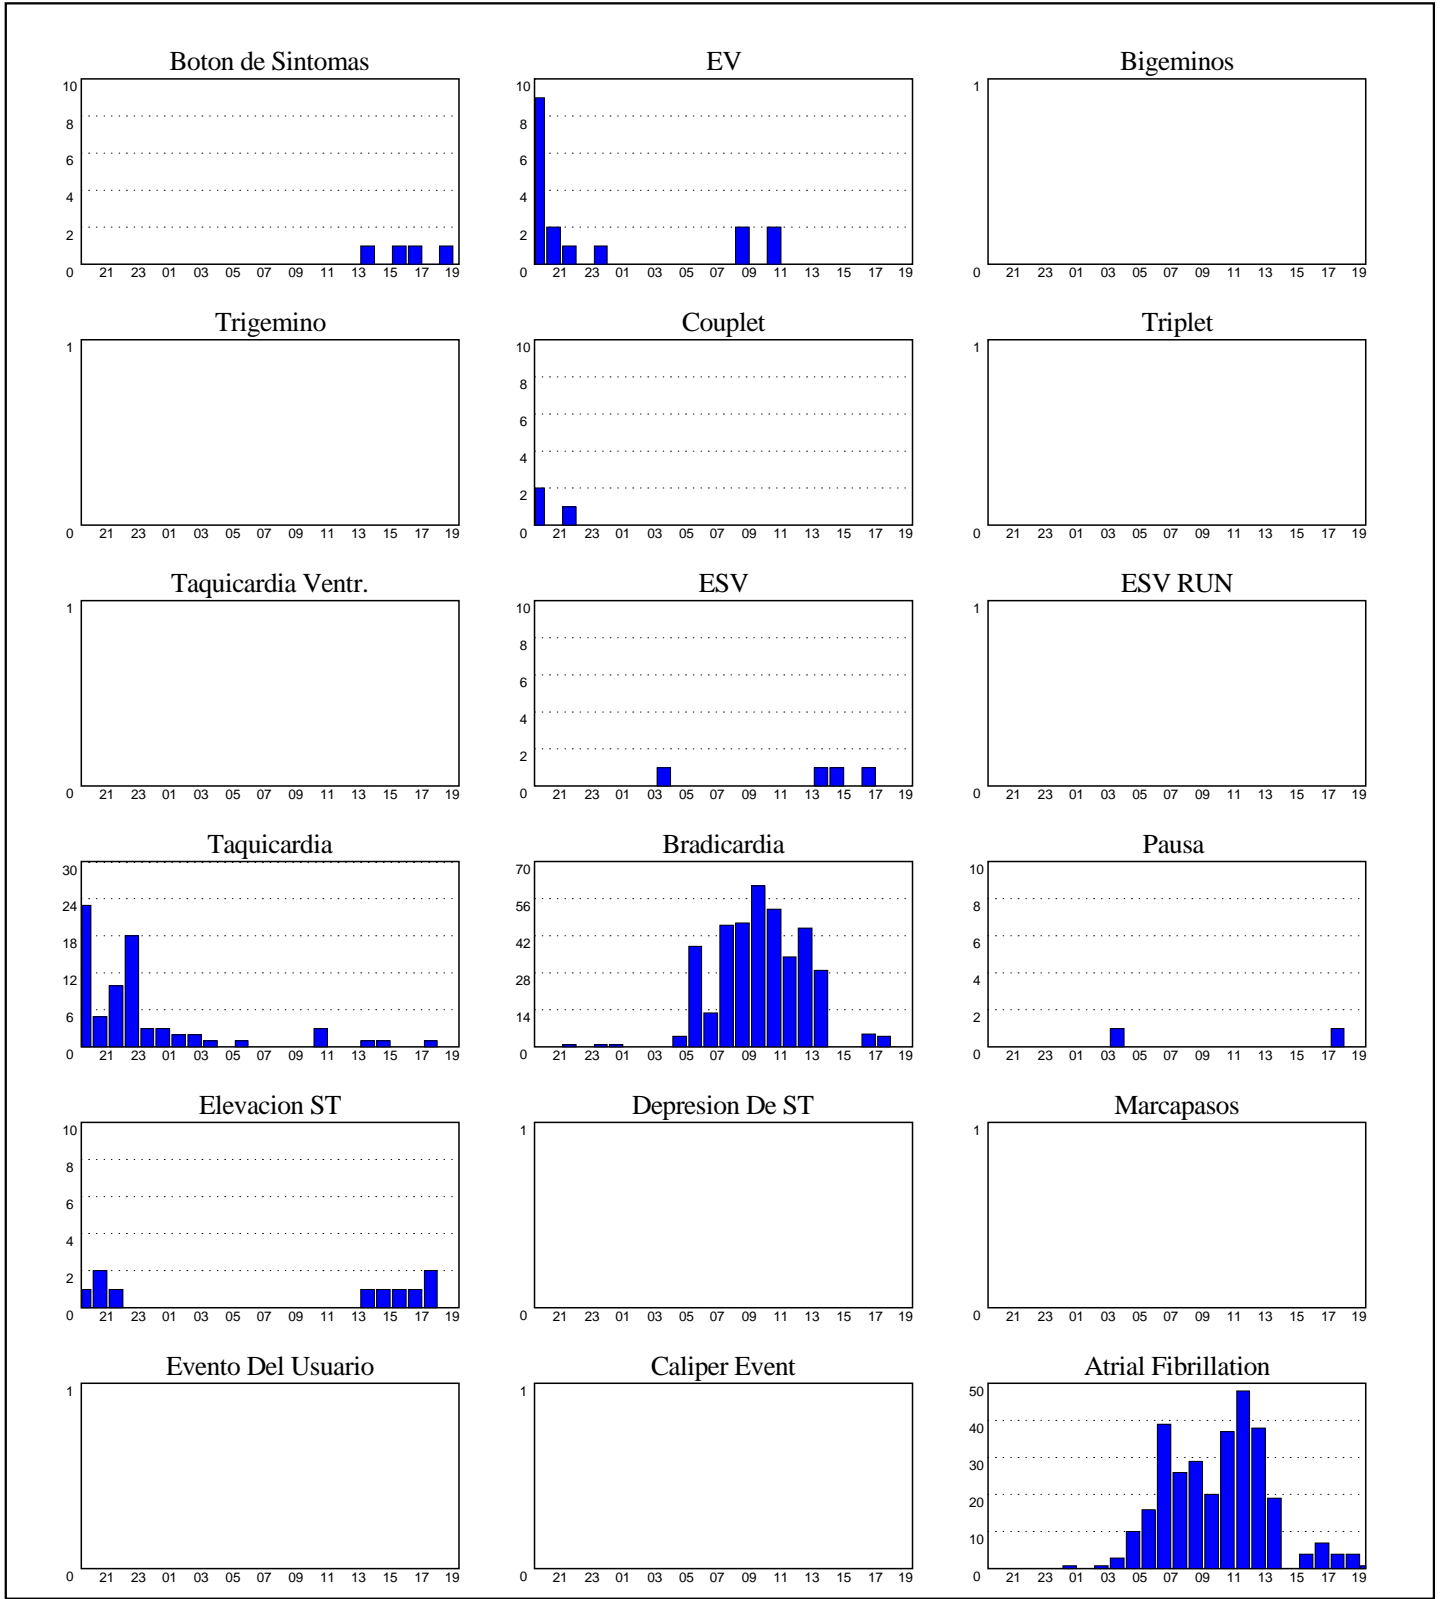 Boton de Sintomas EV Bigeminos
10 10 1
8 8
6 6
4 4
2 2
0 21 23 01 03 05 07 09 11 13 15 17 19 0 21 23 01 03 05 07 09 11 13 15 17 19 0 21 23 01 03 05 07 09 11 13 15 17 19
Trigemino Couplet Triplet
1 10 1
8
6
4
2
0 21 23 01 03 05 07 09 11 13 15 17 19 0 21 23 01 03 05 07 09 11 13 15 17 19 0 21 23 01 03 05 07 09 11 13 15 17 19
Taquicardia Ventr. ESV ESV RUN
1 10 1
8
6
4
2
0 21 23 01 03 05 07 09 11 13 15 17 19 0 21 23 01 03 05 07 09 11 13 15 17 19 0 21 23 01 03 05 07 09 11 13 15 17 19
Taquicardia Bradicardia Pausa
30 70 10
24 56 8
18 42 6
12 28 4
6 14 2
0 21 23 01 03 05 07 09 11 13 15 17 19 0 21 23 01 03 05 07 09 11 13 15 17 19 0 21 23 01 03 05 07 09 11 13 15 17 19
Elevacion ST Depresion De ST Marcapasos
10 1 1
8
6
4
2
0 21 23 01 03 05 07 09 11 13 15 17 19 0 21 23 01 03 05 07 09 11 13 15 17 19 0 21 23 01 03 05 07 09 11 13 15 17 19
Evento Del Usuario Caliper Event Atrial Fibrillation
1 1 50
40
30
20
10
0 21 23 01 03 05 07 09 11 13 15 17 19 0 21 23 01 03 05 07 09 11 13 15 17 19 0 21 23 01 03 05 07 09 11 13 15 17 19